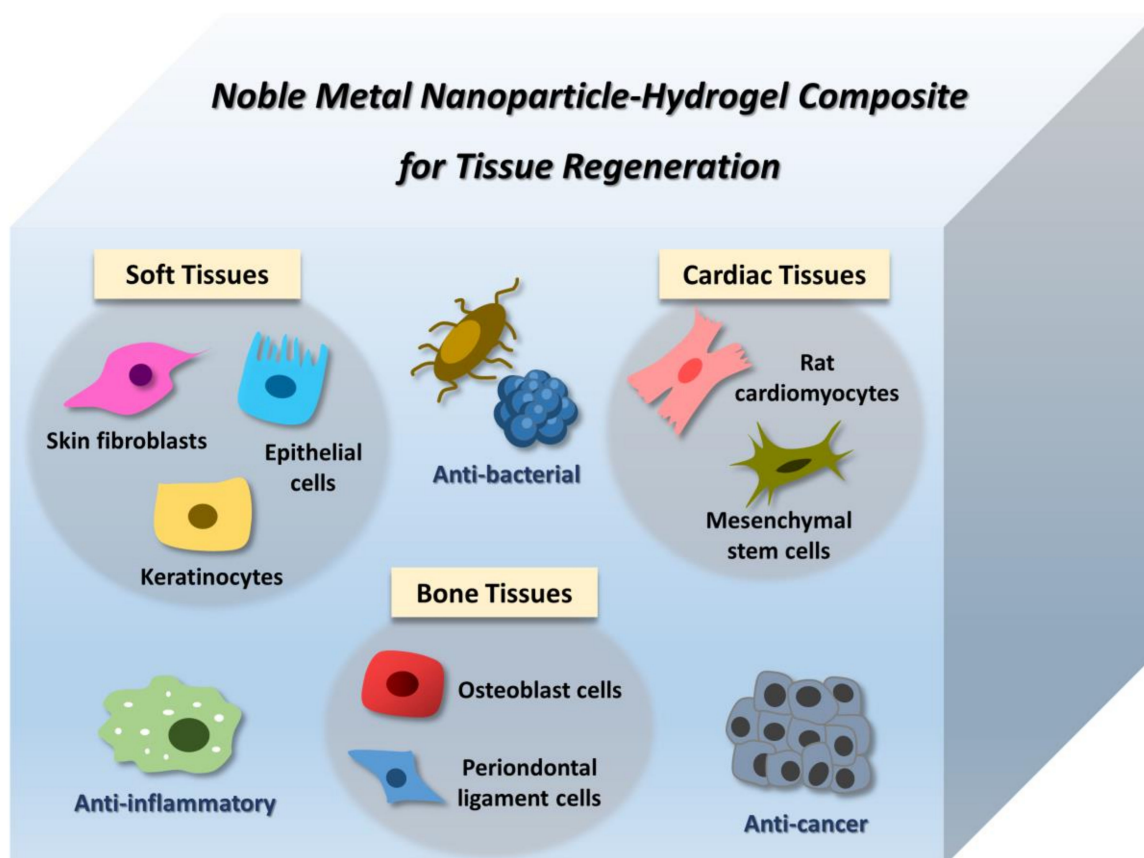 Noble Metal Nanoparticle-Hydrogel Composite
for Tissue Regeneration
Soft Tissues
Skin fibroblasts
Epithelial
cells
Keratinocytes
Anti-bacterial
Cardiac Tissues
Rat
cardiomyocytes
Mesenchymal
stem cells
Bone Tissues
Osteoblast cells
Periondontal
ligament cells
Anti-inflammatory
Anti-cancer